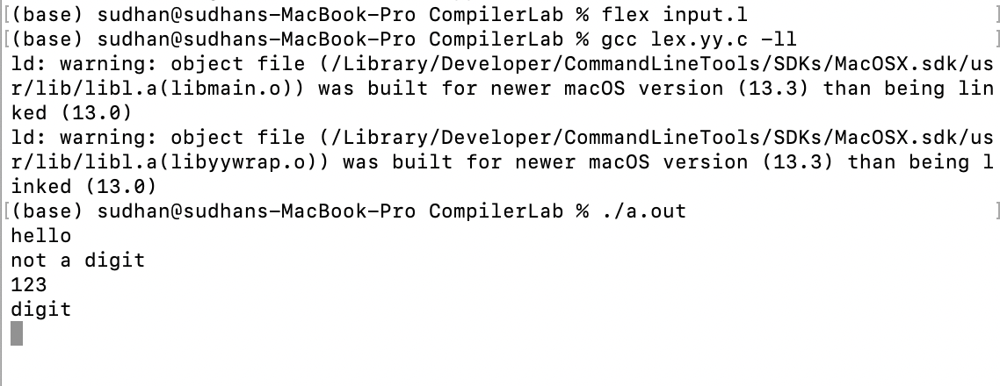 [(base) sudhan@sudhans-MacBook-Pro CompilerLab % flex input.l ]
[(base) sudhan@sudhans-MacBook-Pro CompilerLab % gcc lex.yy.c -ll ]
ld: warning: object file (/Library/Developer/CommandLineTools/SDKs/MacOSX.sdk/us
r/lib/libl.a(libmain.o)) was built for newer macOS version (13.3) than being lin
ked (13.0)
ld: warning: object file (/Library/Developer/CommandLineTools/SDKs/MacOSX.sdk/us
r/lib/libl.a(libyywrap.o)) was built for newer macOS version (13.3) than being l
inked (13.0)
[(base) sudhan@sudhans-MacBook-Pro CompilerLab % ./a.out ]
hello
not a digit
123
digit